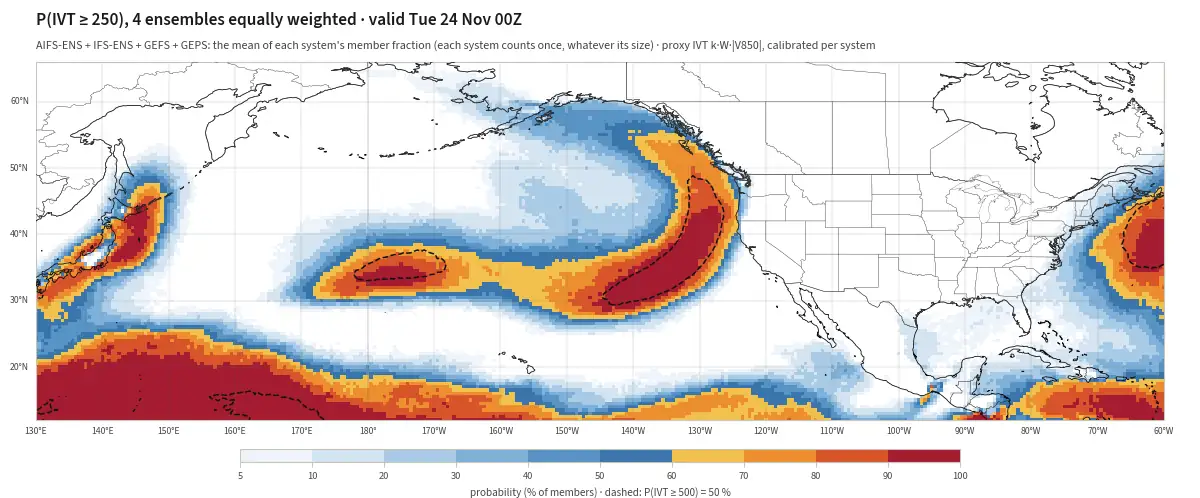 P(IVT ≥ 250), 4 ensembles equally weighted · valid Tue 24 Nov 00Z
AIFS-ENS + IFS-ENS + GEFS + GEPS: the mean of each system's member fraction (each system counts once, whatever its size) · proxy IVT k·W·|V850|, calibrated per system
60°N
50°N
40°N
30°N
20°N
130°E 140°E 150°E 160°E 170°E 180° 170°W 160°W 150°W 140°W 130°W 120°W 110°W 100°W 90°W 80°W 70°W 60°W
5 10 20 30 40 50 60 70 80 90 100
probability (% of members) · dashed: P(IVT ≥ 500) = 50 %